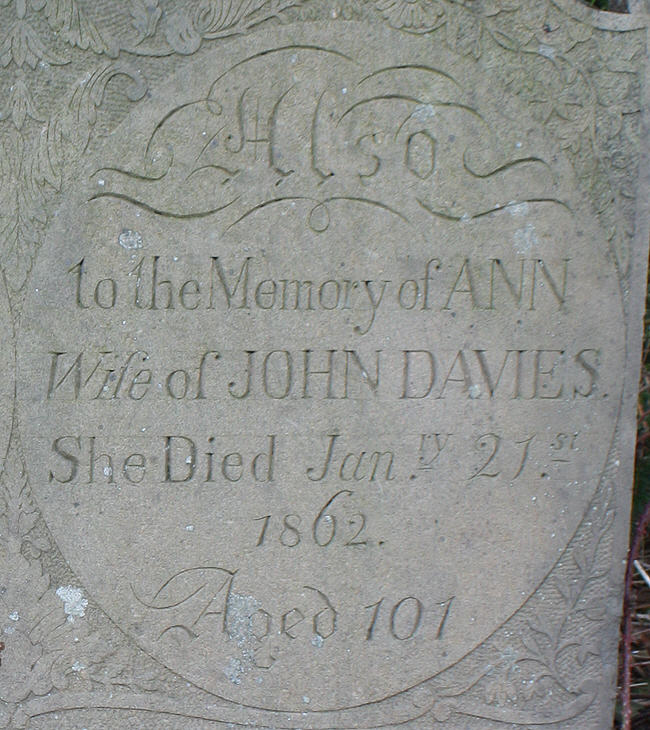 Also
to the Memory of ANN
Wife of JOHN DAVIES.
She Died Jan.ry 21.st
1862.
Aged 101